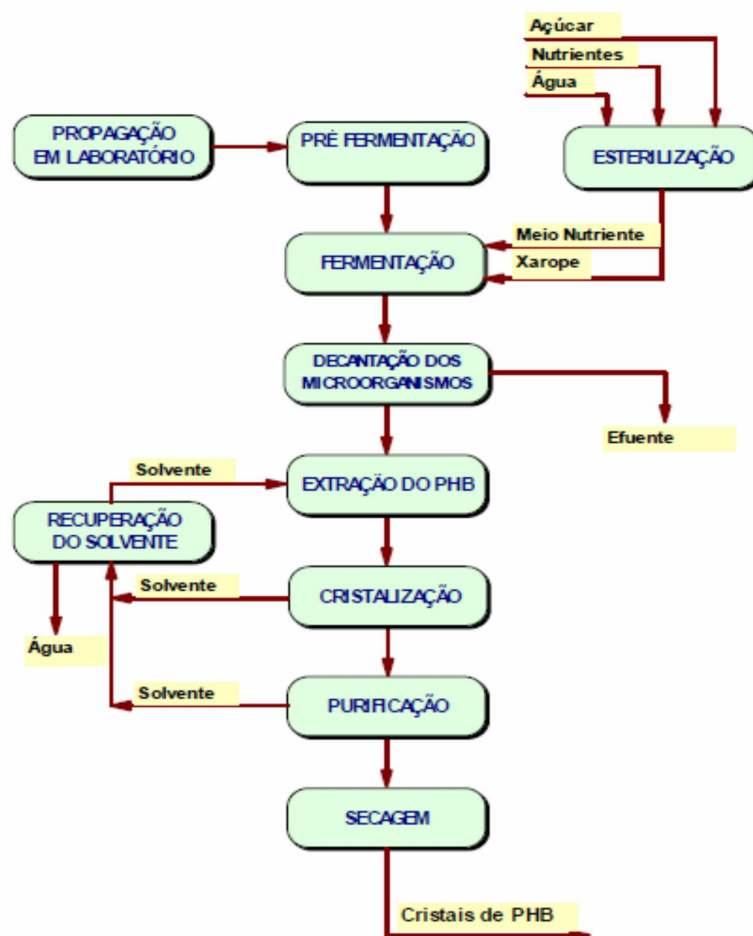 Açúcar
Nutrientes
Água
PROPAGAÇÃO
EM LABORATÓRIO
PRÉ FERMENTAÇÃO
ESTERILIZAÇÃO
Meio Nutriente
FERMENTAÇÃO
Xarope
DECANTAÇÃO DOS
MICROORGANISMOS
Efuente
Solvente
EXTRAÇÃO DO PHB
RECUPERAÇÃO
DO SOLVENTE
Solvente
CRISTALIZAÇÃO
Água
Solvente
PURIFICAÇÃO
SECAGEM
Cristais de PHB